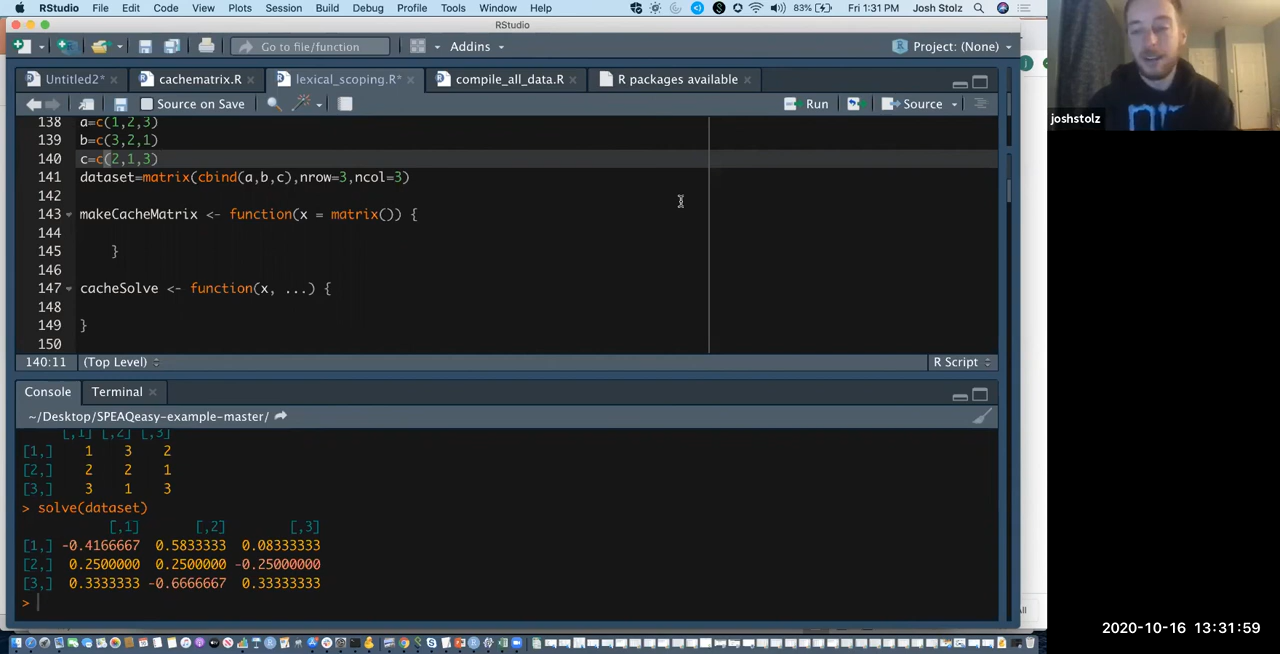 RStudio File Edit Code View Plots Session Build Debug Profile Tools Window Help 83% Fri 1:31 PM Josh Stolz
RStudio
Go to file/function Addins Project: (None)
Untitled2* cachematrix.R lexical_scoping.R* compile_all_data.R R packages available
Source on Save Run Source
138 a=c(1,2,3)
139 b=c(3,2,1)
140 c=c(2,1,3)
141 dataset=matrix(cbind(a,b,c),nrow=3,ncol=3)
142
143 makeCacheMatrix <- function(x = matrix()) {
144
145 }
146
147 cacheSolve <- function(x, ...) {
148
149 }
150
140:11 (Top Level) R Script
Console Terminal
~/Desktop/SPEAQeasy-example-master/
[,1] [,2] [,3]
[1,] 1 3 2
[2,] 2 2 1
[3,] 3 1 3
> solve(dataset)
[,1] [,2] [,3]
[1,] -0.4166667 0.5833333 0.08333333
[2,] 0.2500000 0.2500000 -0.25000000
[3,] 0.3333333 -0.6666667 0.33333333
>
joshstolz
2020-10-16 13:31:59